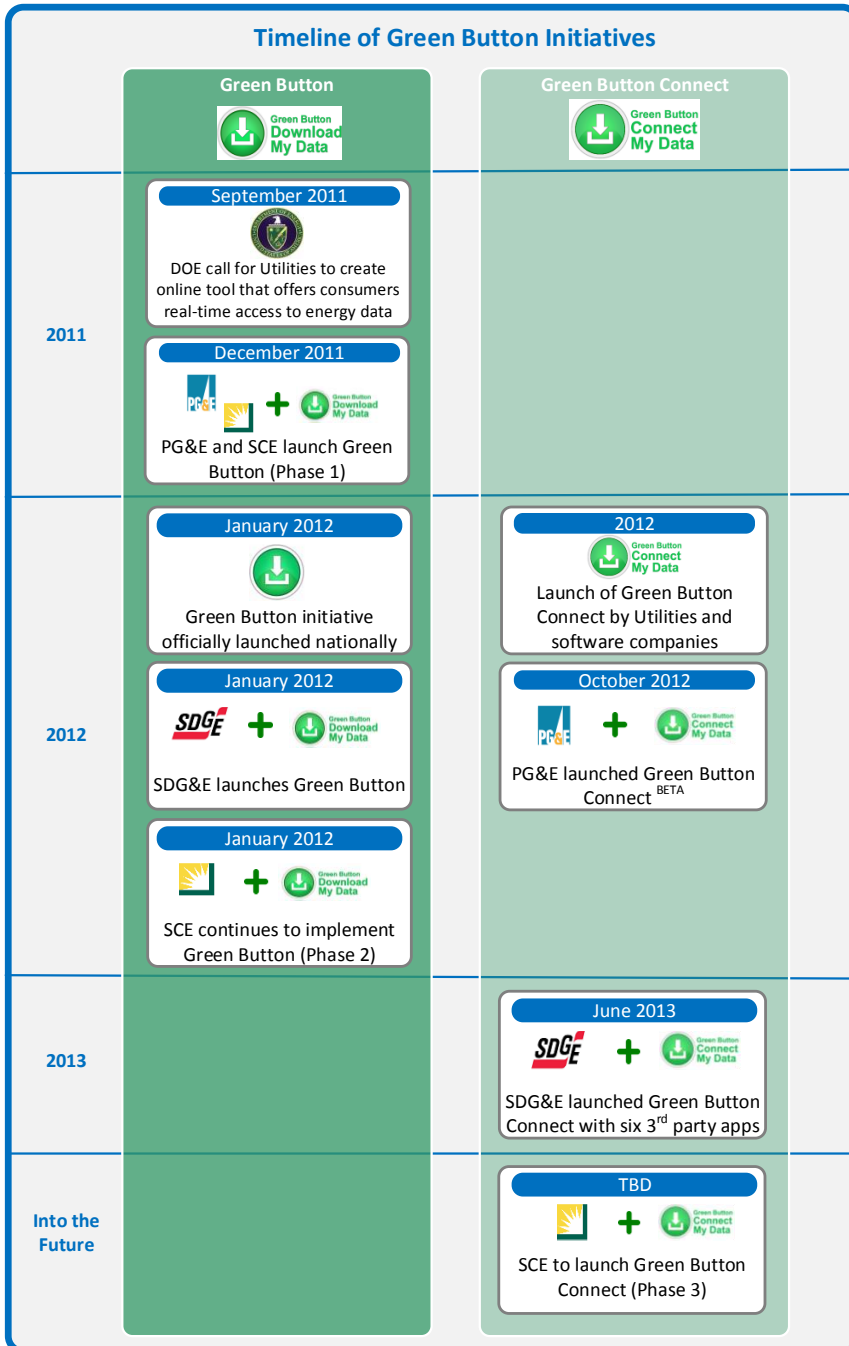 Timeline of Green Button Initiatives
Green Button
Green Button
Download
My Data
Green Button Connect
Green Button
Connect
My Data
2011
September 2011
DOE call for Utilities to create
online tool that offers consumers
real-time access to energy data
December 2011
PG&E
Green Button
Download
My Data
PG&E and SCE launch Green
Button (Phase 1)
2012
January 2012
Green Button initiative
officially launched nationally
January 2012
SDGE
Green Button
Download
My Data
SDG&E launches Green Button
January 2012
Green Button
Download
My Data
SCE continues to implement
Green Button (Phase 2)
2012
Green Button
Connect
My Data
Launch of Green Button
Connect by Utilities and
software companies
October 2012
PG&E
Green Button
Connect
My Data
PG&E launched Green Button
Connect BETA
2013
June 2013
SDGE
Green Button
Connect
My Data
SDG&E launched Green Button
Connect with six 3rd party apps
Into the
Future
TBD
Green Button
Connect
My Data
SCE to launch Green Button
Connect (Phase 3)